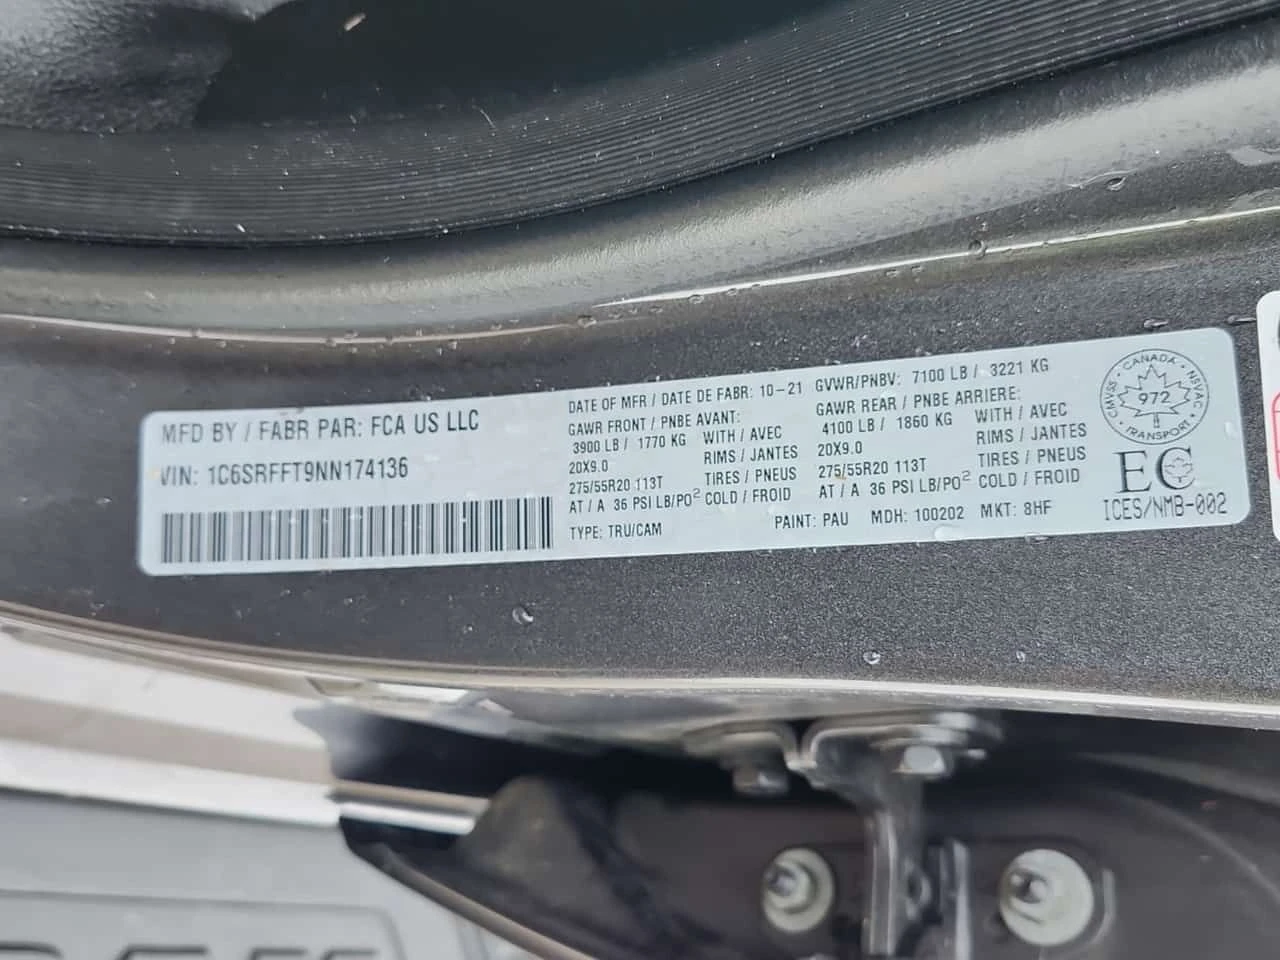 MFD BY / FABR PAR: FCA US LLC
VIN: 1C6SRFFT9NN174136
DATE OF MFR / DATE DE FABR: 10-21
GAWR FRONT / PNBE AVANT:
3900 LB / 1770 KG WITH / AVEC
20X9.0 RIMS / JANTES
275/55R20 113T TIRES / PNEUS
AT / A 36 PSI LB/PO² COLD / FROID
TYPE: TRU/CAM
GVWR/PNBV: 7100 LB / 3221 KG
GAWR REAR / PNBE ARRIERE:
4100 LB / 1860 KG WITH / AVEC
20X9.0 RIMS / JANTES
275/55R20 113T TIRES / PNEUS
AT / A 36 PSI LB/PO² COLD / FROID
PAINT: PAU MDH: 100202 MKT: 8HF
CANADA
CMVSS 972 NSVAC
TRANSPORT
EC
ICES/NMB-002